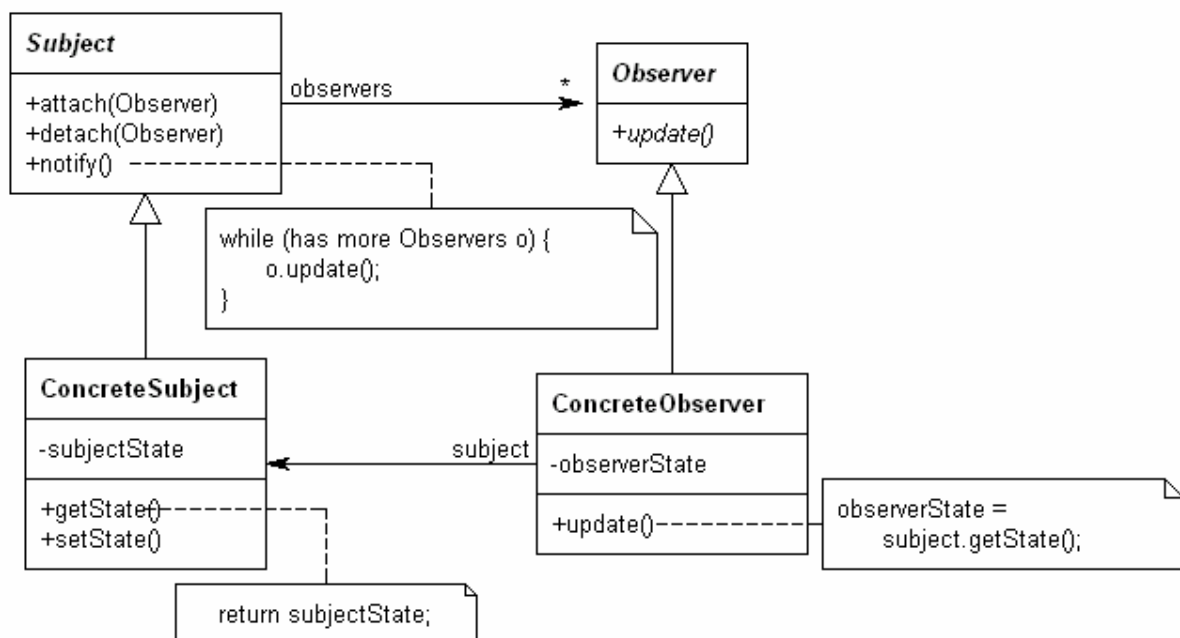 Subject
+attach(Observer)
+detach(Observer)
+notify()
observers
*
Observer
+update()
while (has more Observers o) {
o.update();
}
ConcreteSubject
-subjectState
+getState()
+setState()
subject
ConcreteObserver
-observerState
+update()
observerState =
subject.getState();
return subjectState;